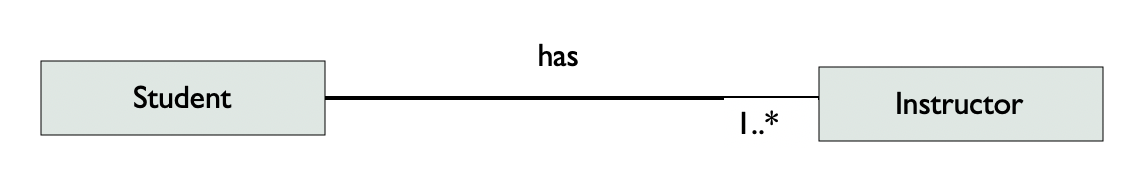 has
Student
Instructor
1..*